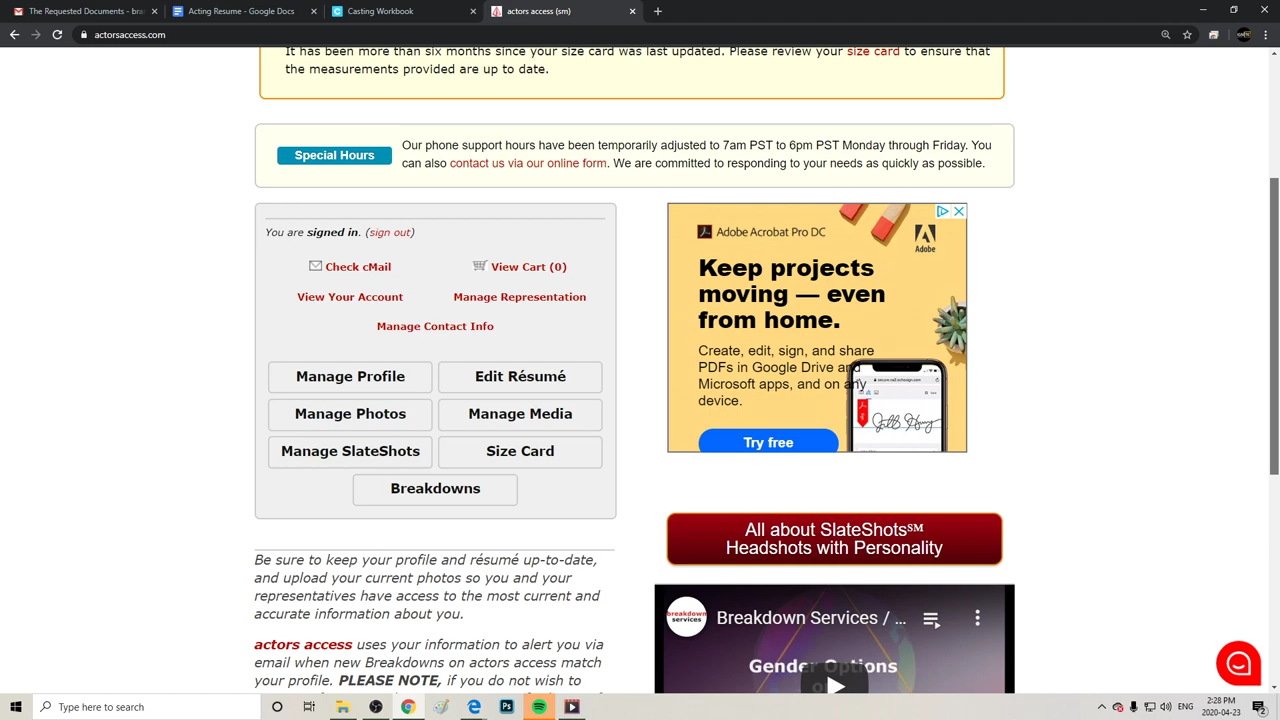 The Requested Documents - bra
Acting Resume - Google Docs
Casting Workbook
actors access (sm)
actorsaccess.com
It has been more than six months since your size card was last updated. Please review your size card to ensure that
the measurements provided are up to date.
Special Hours
Our phone support hours have been temporarily adjusted to 7am PST to 6pm PST Monday through Friday. You
can also contact us via our online form. We are committed to responding to your needs as quickly as possible.
You are signed in. (sign out)
Check cMail
View Cart (0)
View Your Account
Manage Representation
Manage Contact Info
Manage Profile
Edit Résumé
Manage Photos
Manage Media
Manage SlateShots
Size Card
Breakdowns
Be sure to keep your profile and résumé up-to-date,
and upload your current photos so you and your
representatives have access to the most current and
accurate information about you.
actors access uses your information to alert you via
email when new Breakdowns on actors access match
your profile. PLEASE NOTE, if you do not wish to
Adobe Acrobat Pro DC
Adobe
Keep projects
moving — even
from home.
Create, edit, sign, and share
PDFs in Google Drive and
Microsoft apps, and on any
device.
Try free
All about SlateShots℠
Headshots with Personality
breakdown
services
Breakdown Services / ...
Gender Options
Type here to search
Ps
ENG
2:28 PM
2020-04-23
2